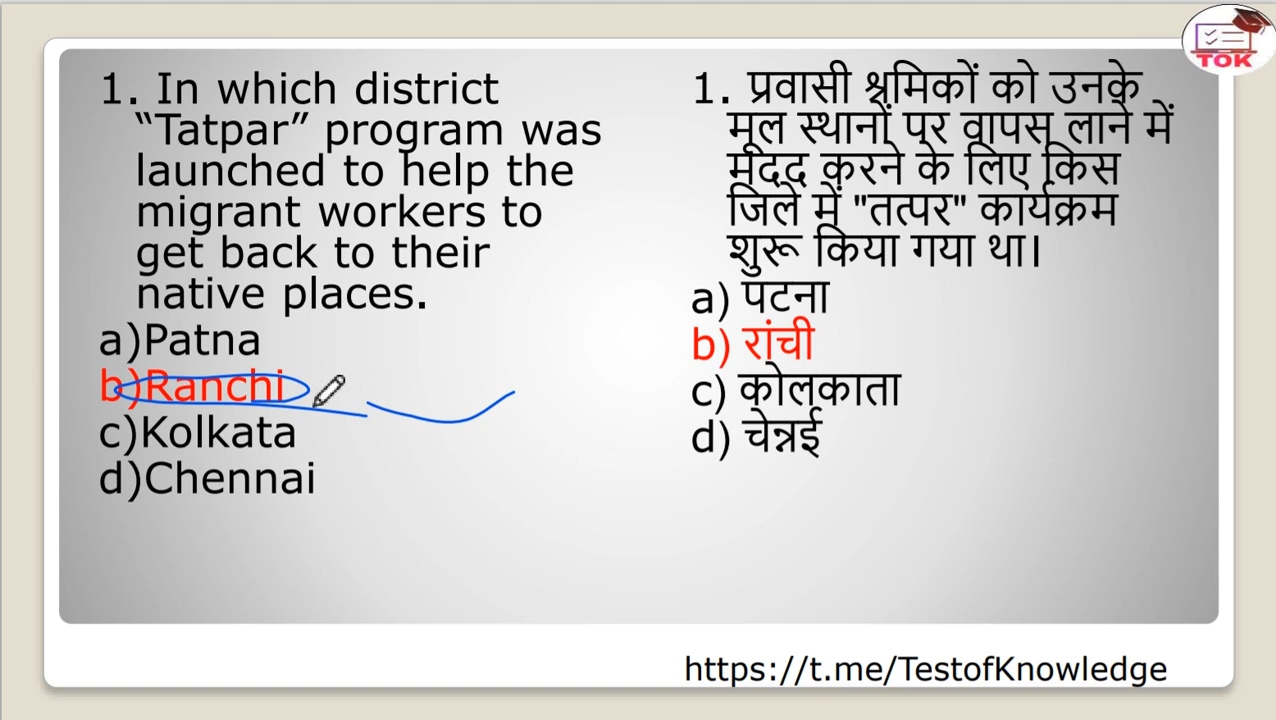 TOK
1. In which district
“Tatpar” program was
launched to help the
migrant workers to
get back to their
native places.
a)Patna
b)Ranchi
c)Kolkata
d)Chennai
1. प्रवासी श्रमिकों को उनके
मूल स्थानों पर वापस लाने में
मदद करने के लिए किस
जिले में "तत्पर" कार्यक्रम
शुरू किया गया था।
a) पटना
b) रांची
c) कोलकाता
d) चेन्नई
https://t.me/TestofKnowledge